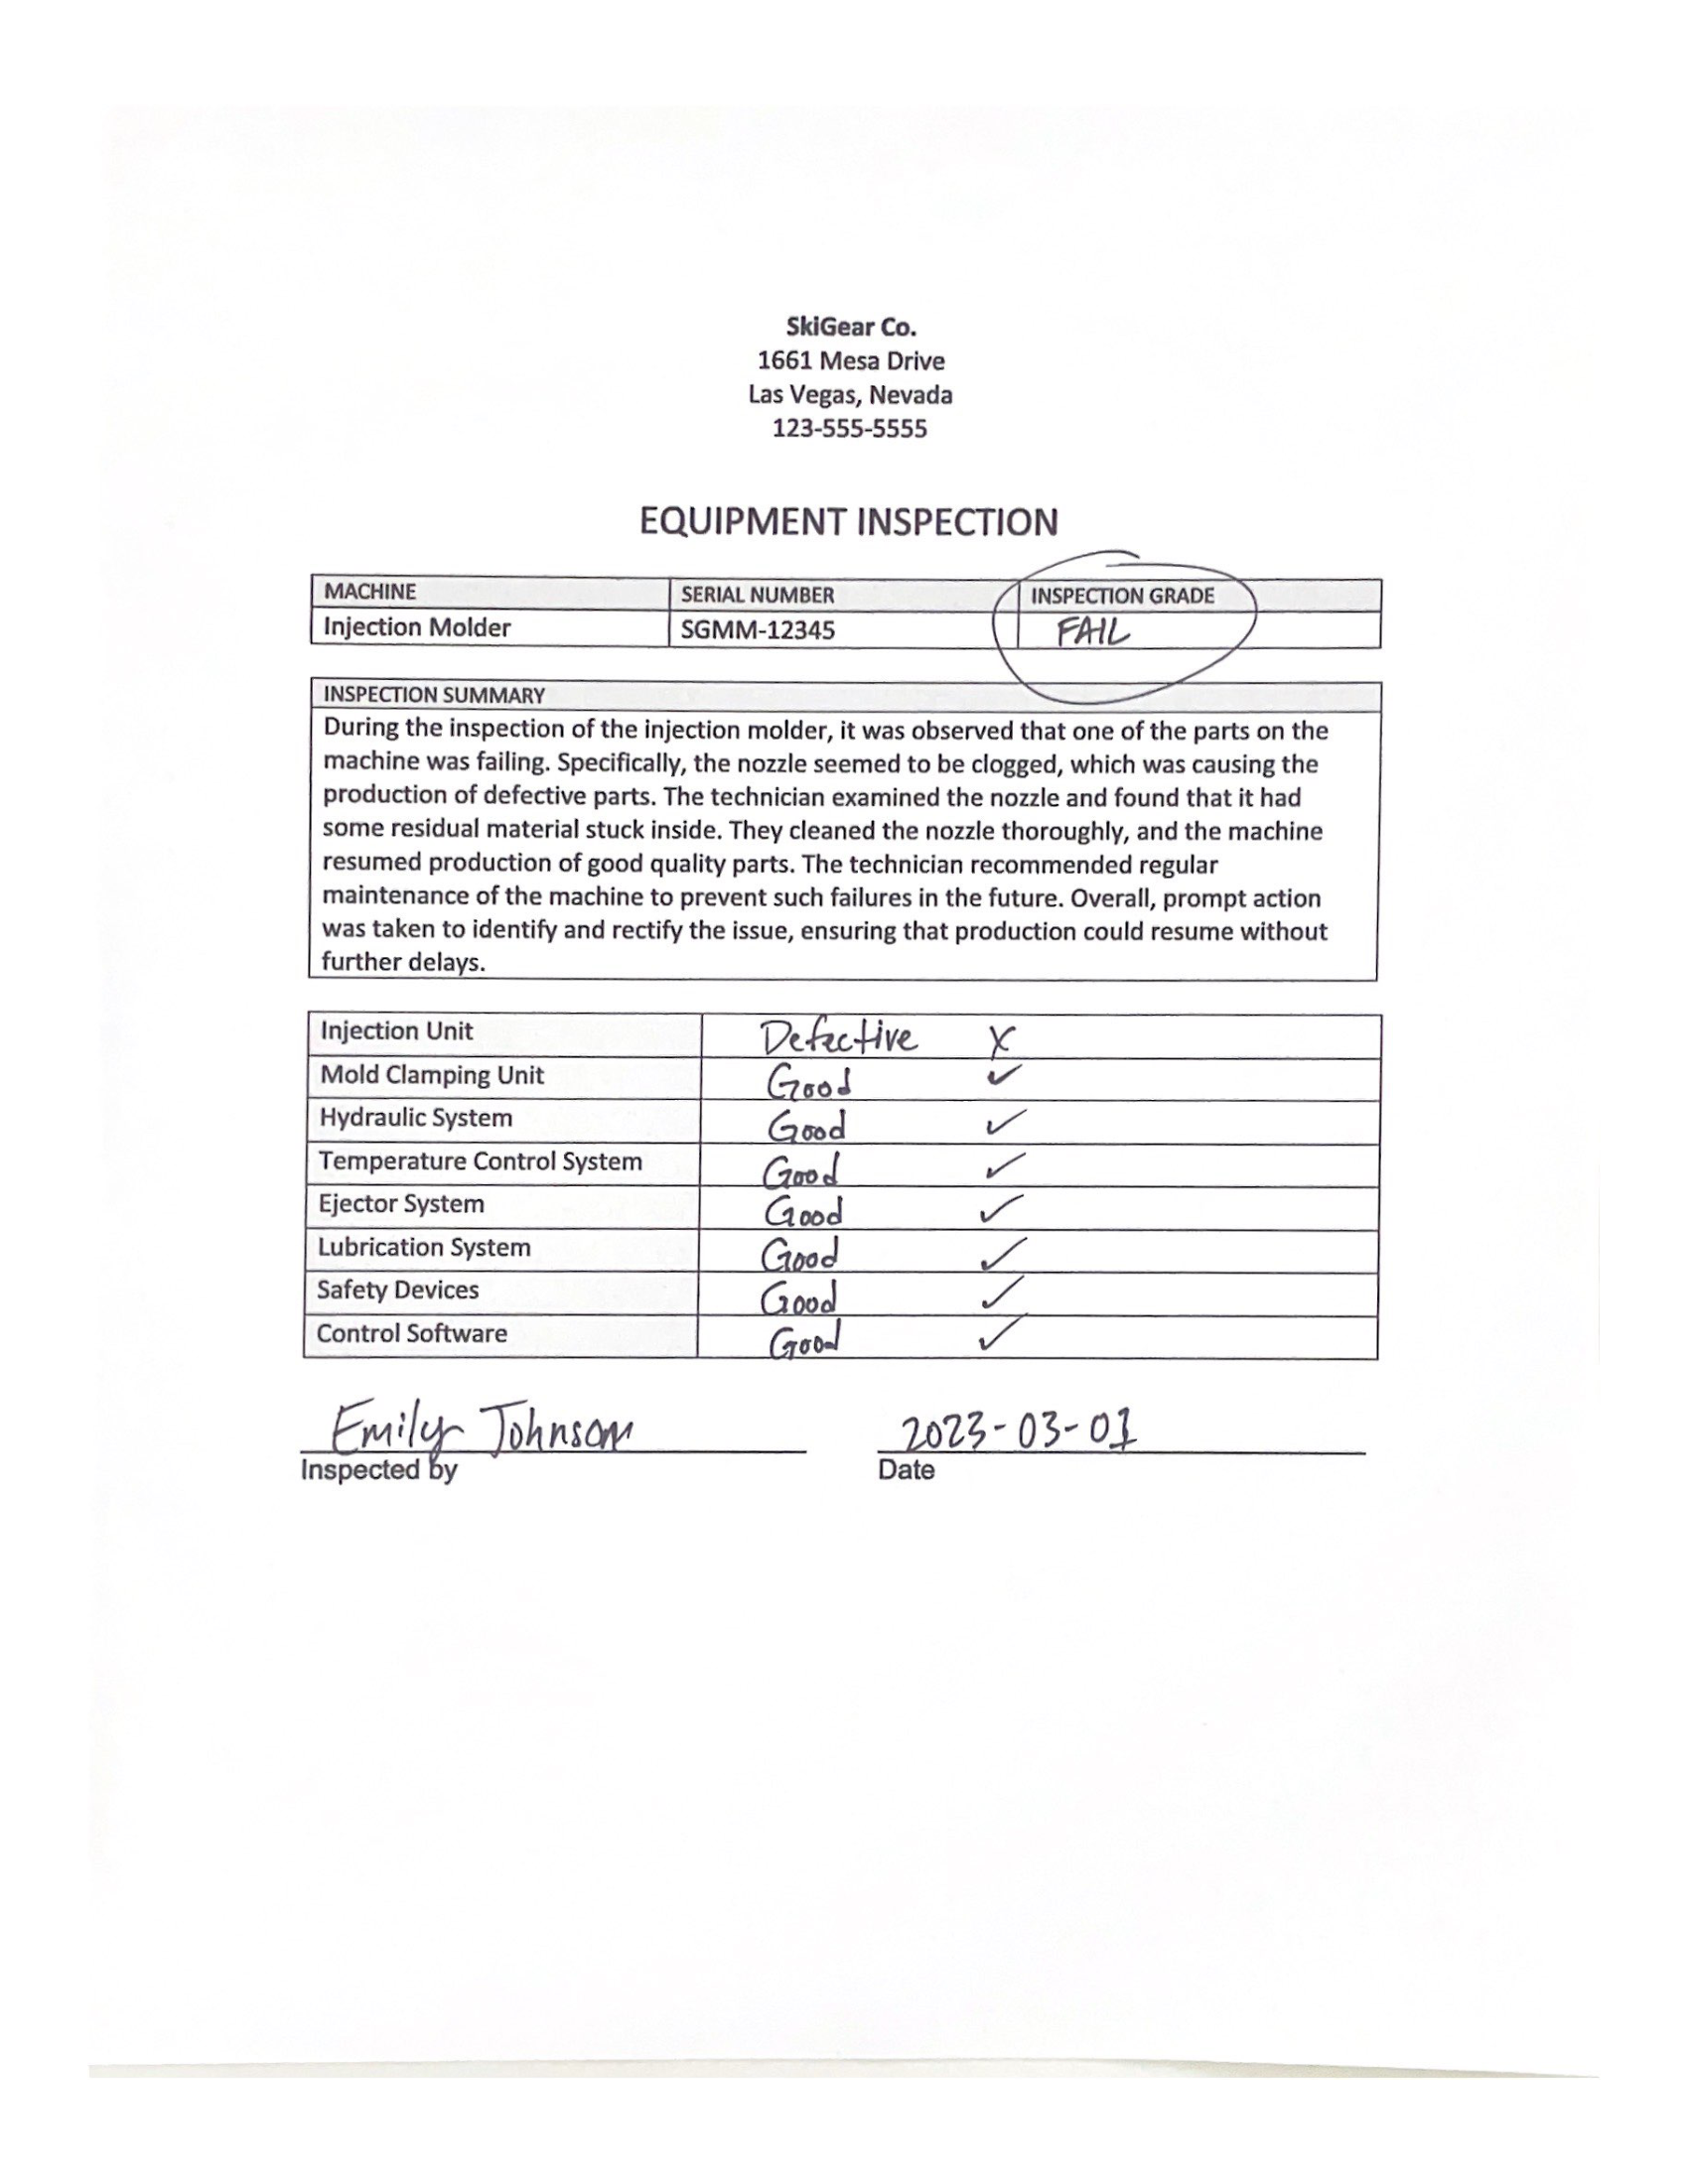 SkiGear Co.
1661 Mesa Drive
Las Vegas, Nevada
123-555-5555
EQUIPMENT INSPECTION
MACHINE SERIAL NUMBER INSPECTION GRADE
Injection Molder SGMM-12345 FAIL
INSPECTION SUMMARY
During the inspection of the injection molder, it was observed that one of the parts on the
machine was failing. Specifically, the nozzle seemed to be clogged, which was causing the
production of defective parts. The technician examined the nozzle and found that it had
some residual material stuck inside. They cleaned the nozzle thoroughly, and the machine
resumed production of good quality parts. The technician recommended regular
maintenance of the machine to prevent such failures in the future. Overall, prompt action
was taken to identify and rectify the issue, ensuring that production could resume without
further delays.
Injection Unit Defective X
Mold Clamping Unit Good ✓
Hydraulic System Good ✓
Temperature Control System Good ✓
Ejector System Good ✓
Lubrication System Good ✓
Safety Devices Good ✓
Control Software Good ✓
Emily Johnson 2023-03-01
Inspected by Date